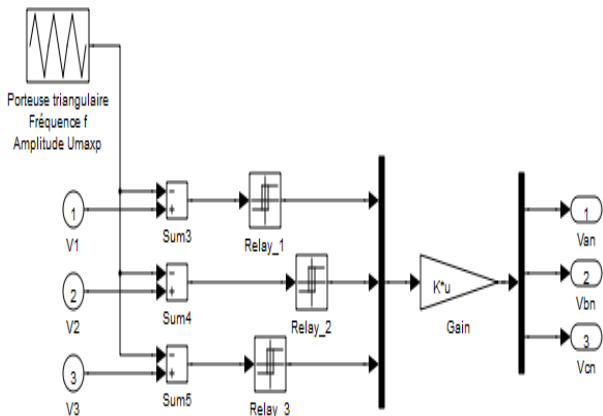 Porteuse triangulaire
Fréquence f
Amplitude Umaxp
1
V1
-
+
Sum3
Relay_1
2
V2
-
+
Sum4
Relay_2
3
V3
-
+
Sum5
Relay_3
K*u
Gain
1
Van
2
Vbn
3
Vcn